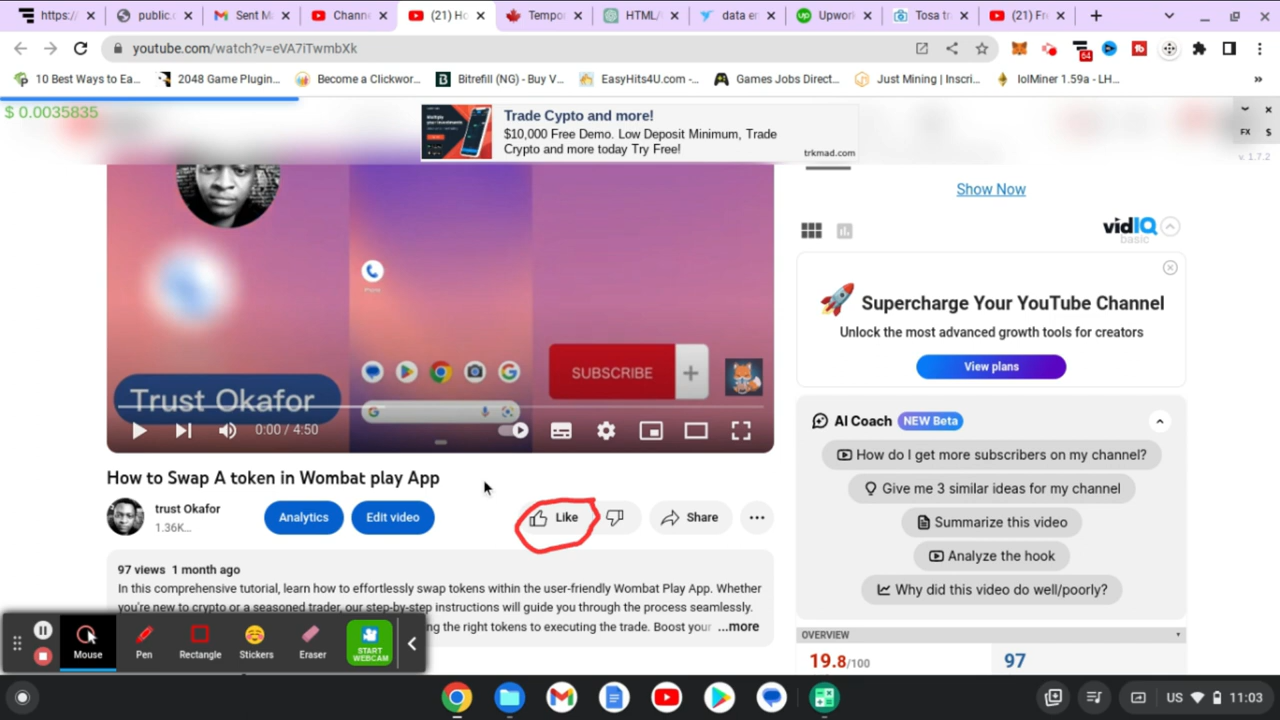 https:/
public.
Sent M
Channe
(21) Ho
Tempor
HTML/
data er
Upwork
Tosa tr
(21) Fr
youtube.com/watch?v=eVA7iTwmbXk
64
10 Best Ways to Ea...
2048 Game Plugin...
Become a Clickwor...
Bitrefill (NG) - Buy V...
EasyHits4U.com -...
Games Jobs Direct...
Just Mining | Inscri...
lolMiner 1.59a - LH...
»
$ 0.0035835
Trade Cypto and more!
$10,000 Free Demo. Low Deposit Minimum, Trade
Crypto and more today Try Free!
trkmad.com
FX $
v. 1.7.2
Show Now
vidIQ
basic
Supercharge Your YouTube Channel
Unlock the most advanced growth tools for creators
View plans
Phone
SUBSCRIBE
Trust Okafor
0:00 / 4:50
AI Coach NEW Beta
How do I get more subscribers on my channel?
Give me 3 similar ideas for my channel
Summarize this video
Analyze the hook
Why did this video do well/poorly?
How to Swap A token in Wombat play App
trust Okafor
1.36K...
Analytics
Edit video
Like
Share
97 views 1 month ago
In this comprehensive tutorial, learn how to effortlessly swap tokens within the user-friendly Wombat Play App. Whether
you're new to crypto or a seasoned trader, our step-by-step instructions will guide you through the process seamlessly.
ng the right tokens to executing the trade. Boost your ...more
OVERVIEW
19.8/100
97
Mouse
Pen
Rectangle
Stickers
Eraser
START
WEBCAM
US
11:03